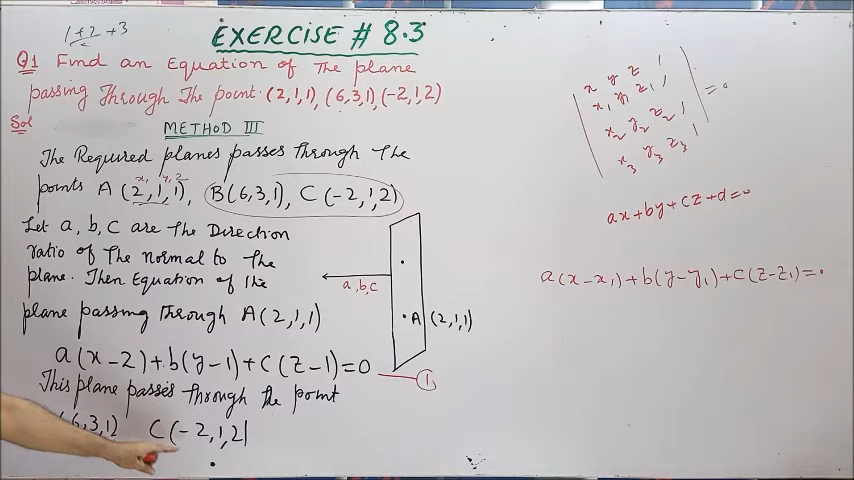 1+2+3
EXERCISE # 8.3
Q1 Find an Equation of The plane
passing Through The point (2,1,1), (6,3,1), (-2,1,2)
Sol
METHOD III
The Required planes passes through The
points A (2,1,1), B(6,3,1), C(-2,1,2)
Let a, b, c are The Direction
ratio of The normal to The
plane. Then Equation of the
plane passing through A(2,1,1)
a(x-2)+b(y-1)+c(z-1)=0 ①
This plane passes through the point
(6,3,1) C(-2,1,2)
a,b,c
A (2,1,1)
x y z 1
x₁ y₁ z₁ 1
x₂ y₂ z₂ 1 =0
x₃ y₃ z₃ 1
ax+by+cz+d=0
a(x-x₁)+b(y-y₁)+c(z-z₁)=0